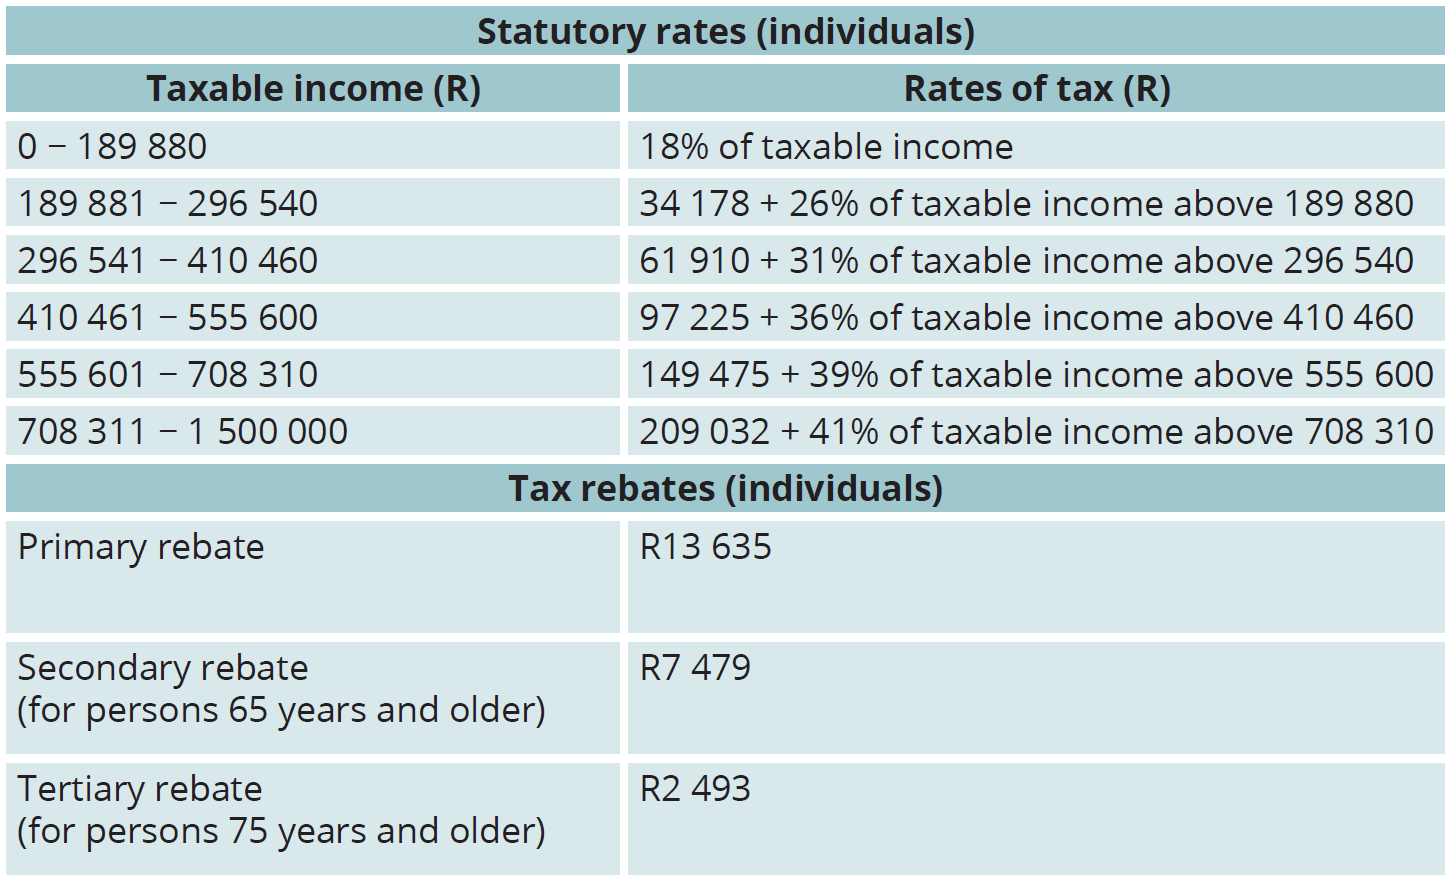 Statutory rates (individuals)
Taxable income (R) Rates of tax (R)
0 – 189 880 18% of taxable income
189 881 – 296 540 34 178 + 26% of taxable income above 189 880
296 541 – 410 460 61 910 + 31% of taxable income above 296 540
410 461 – 555 600 97 225 + 36% of taxable income above 410 460
555 601 – 708 310 149 475 + 39% of taxable income above 555 600
708 311 – 1 500 000 209 032 + 41% of taxable income above 708 310
Tax rebates (individuals)
Primary rebate R13 635
Secondary rebate R7 479
(for persons 65 years and older)
Tertiary rebate R2 493
(for persons 75 years and older)